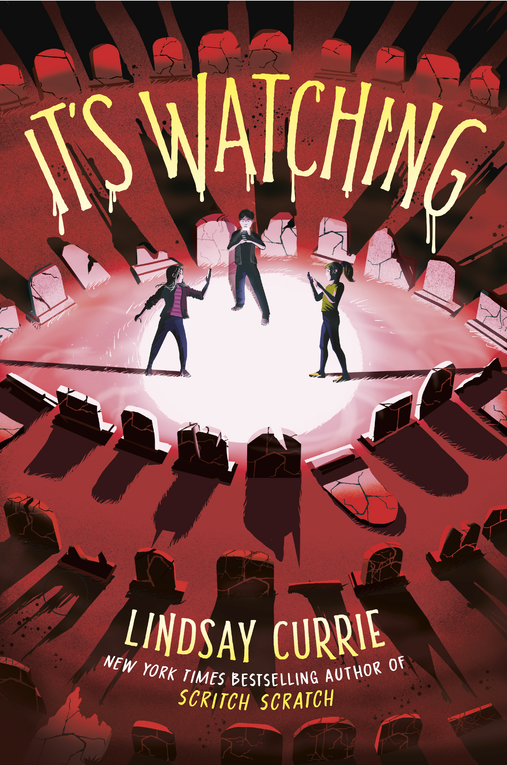 IT'S WATCHING
LINDSAY CURRIE
NEW YORK TIMES BESTSELLING AUTHOR OF
SCRITCH SCRATCH